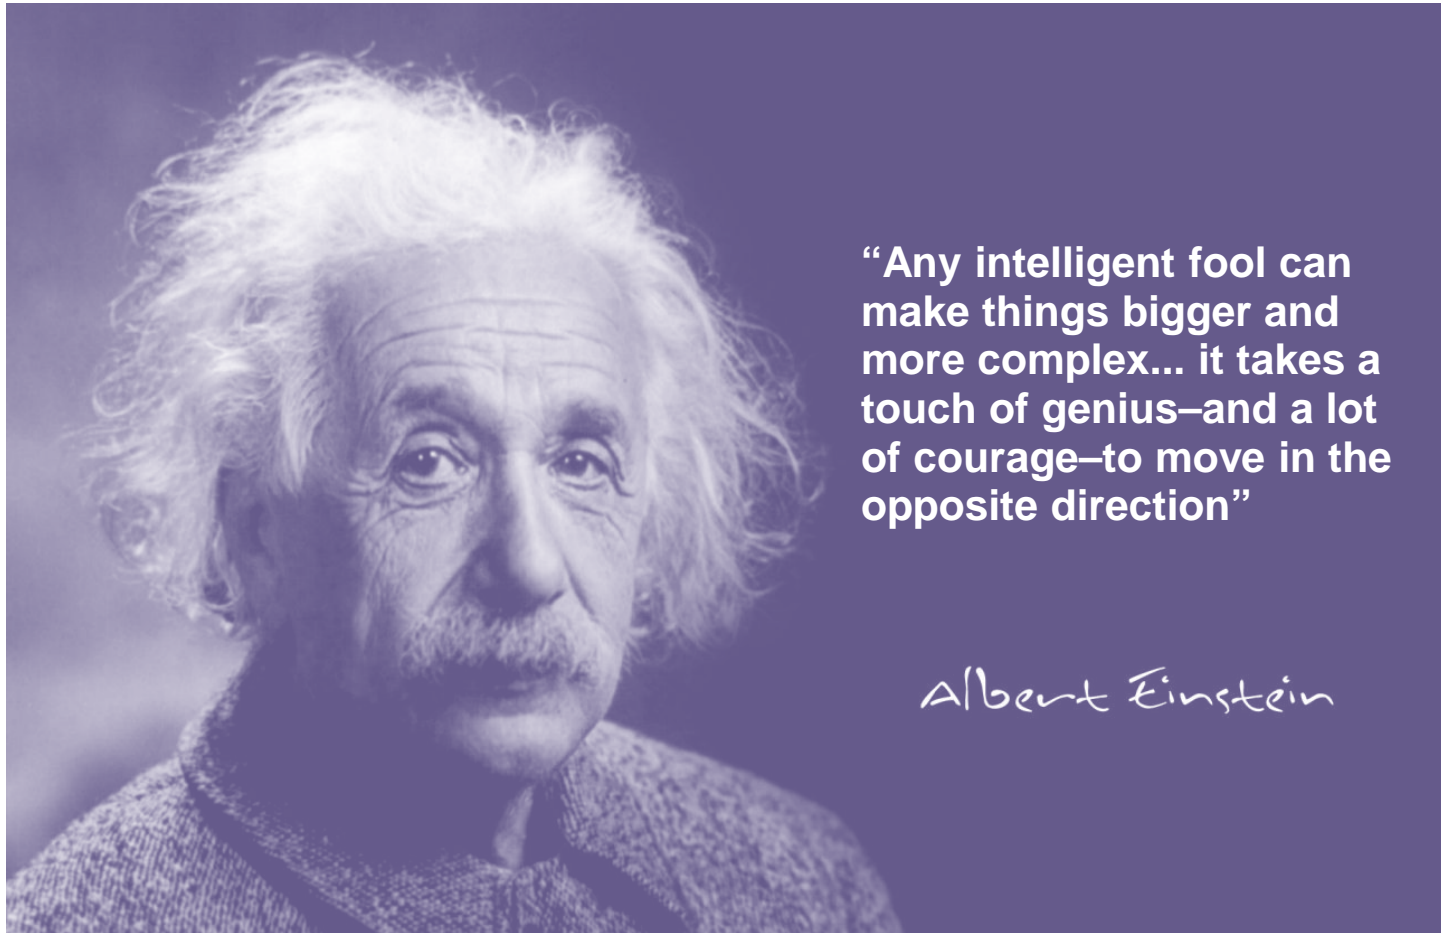 “Any intelligent fool can
make things bigger and
more complex... it takes a
touch of genius–and a lot
of courage–to move in the
opposite direction”
Albert Einstein